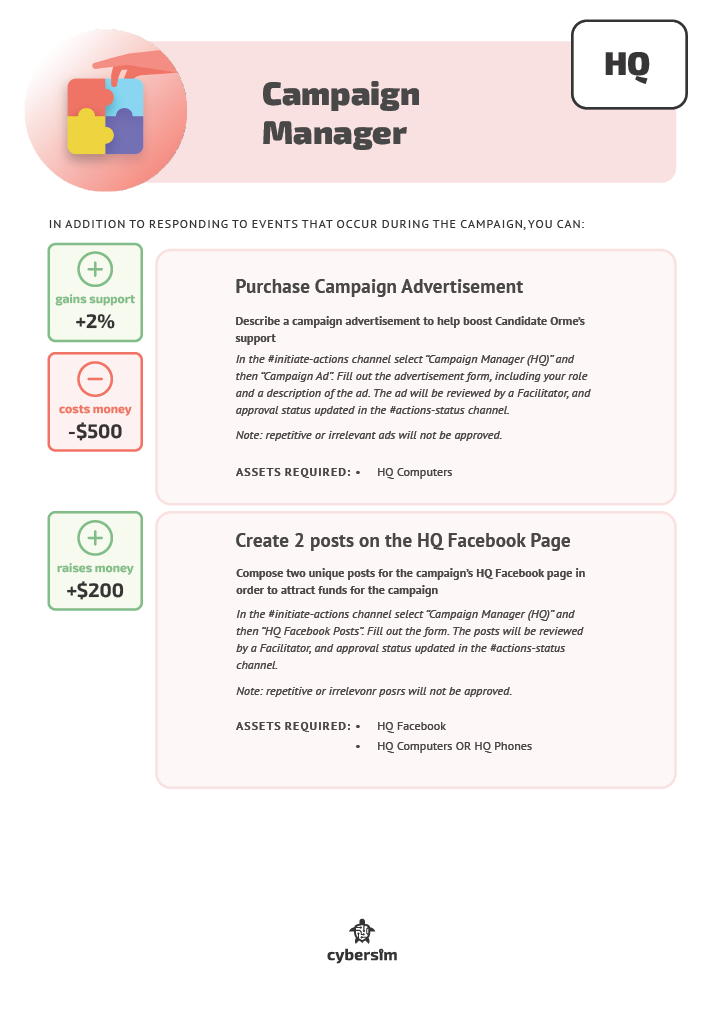 HQ
Campaign
Manager
IN ADDITION TO RESPONDING TO EVENTS THAT OCCUR DURING THE CAMPAIGN, YOU CAN:
gains support
+2%
costs money
-$500
Purchase Campaign Advertisement
Describe a campaign advertisement to help boost Candidate Orme's
support
In the #initiate-actions channel select "Campaign Manager (HQ)" and
then "Campaign Ad". Fill out the advertisement form, including your role
and a description of the ad. The ad will be reviewed by a Facilitator, and
approval status updated in the #actions-status channel.
Note: repetitive or irrelevant ads will not be approved.
ASSETS REQUIRED: • HQ Computers
raises money
+$200
Create 2 posts on the HQ Facebook Page
Compose two unique posts for the campaign's HQ Facebook page in
order to attract funds for the campaign
In the #initiate-actions channel select "Campaign Manager (HQ)" and
then "HQ Facebook Posts". Fill out the form. The posts will be reviewed
by a Facilitator, and approval status updated in the #actions-status
channel.
Note: repetitive or irrelevonr posrs will not be approved.
ASSETS REQUIRED: • HQ Facebook
• HQ Computers OR HQ Phones
cybersim